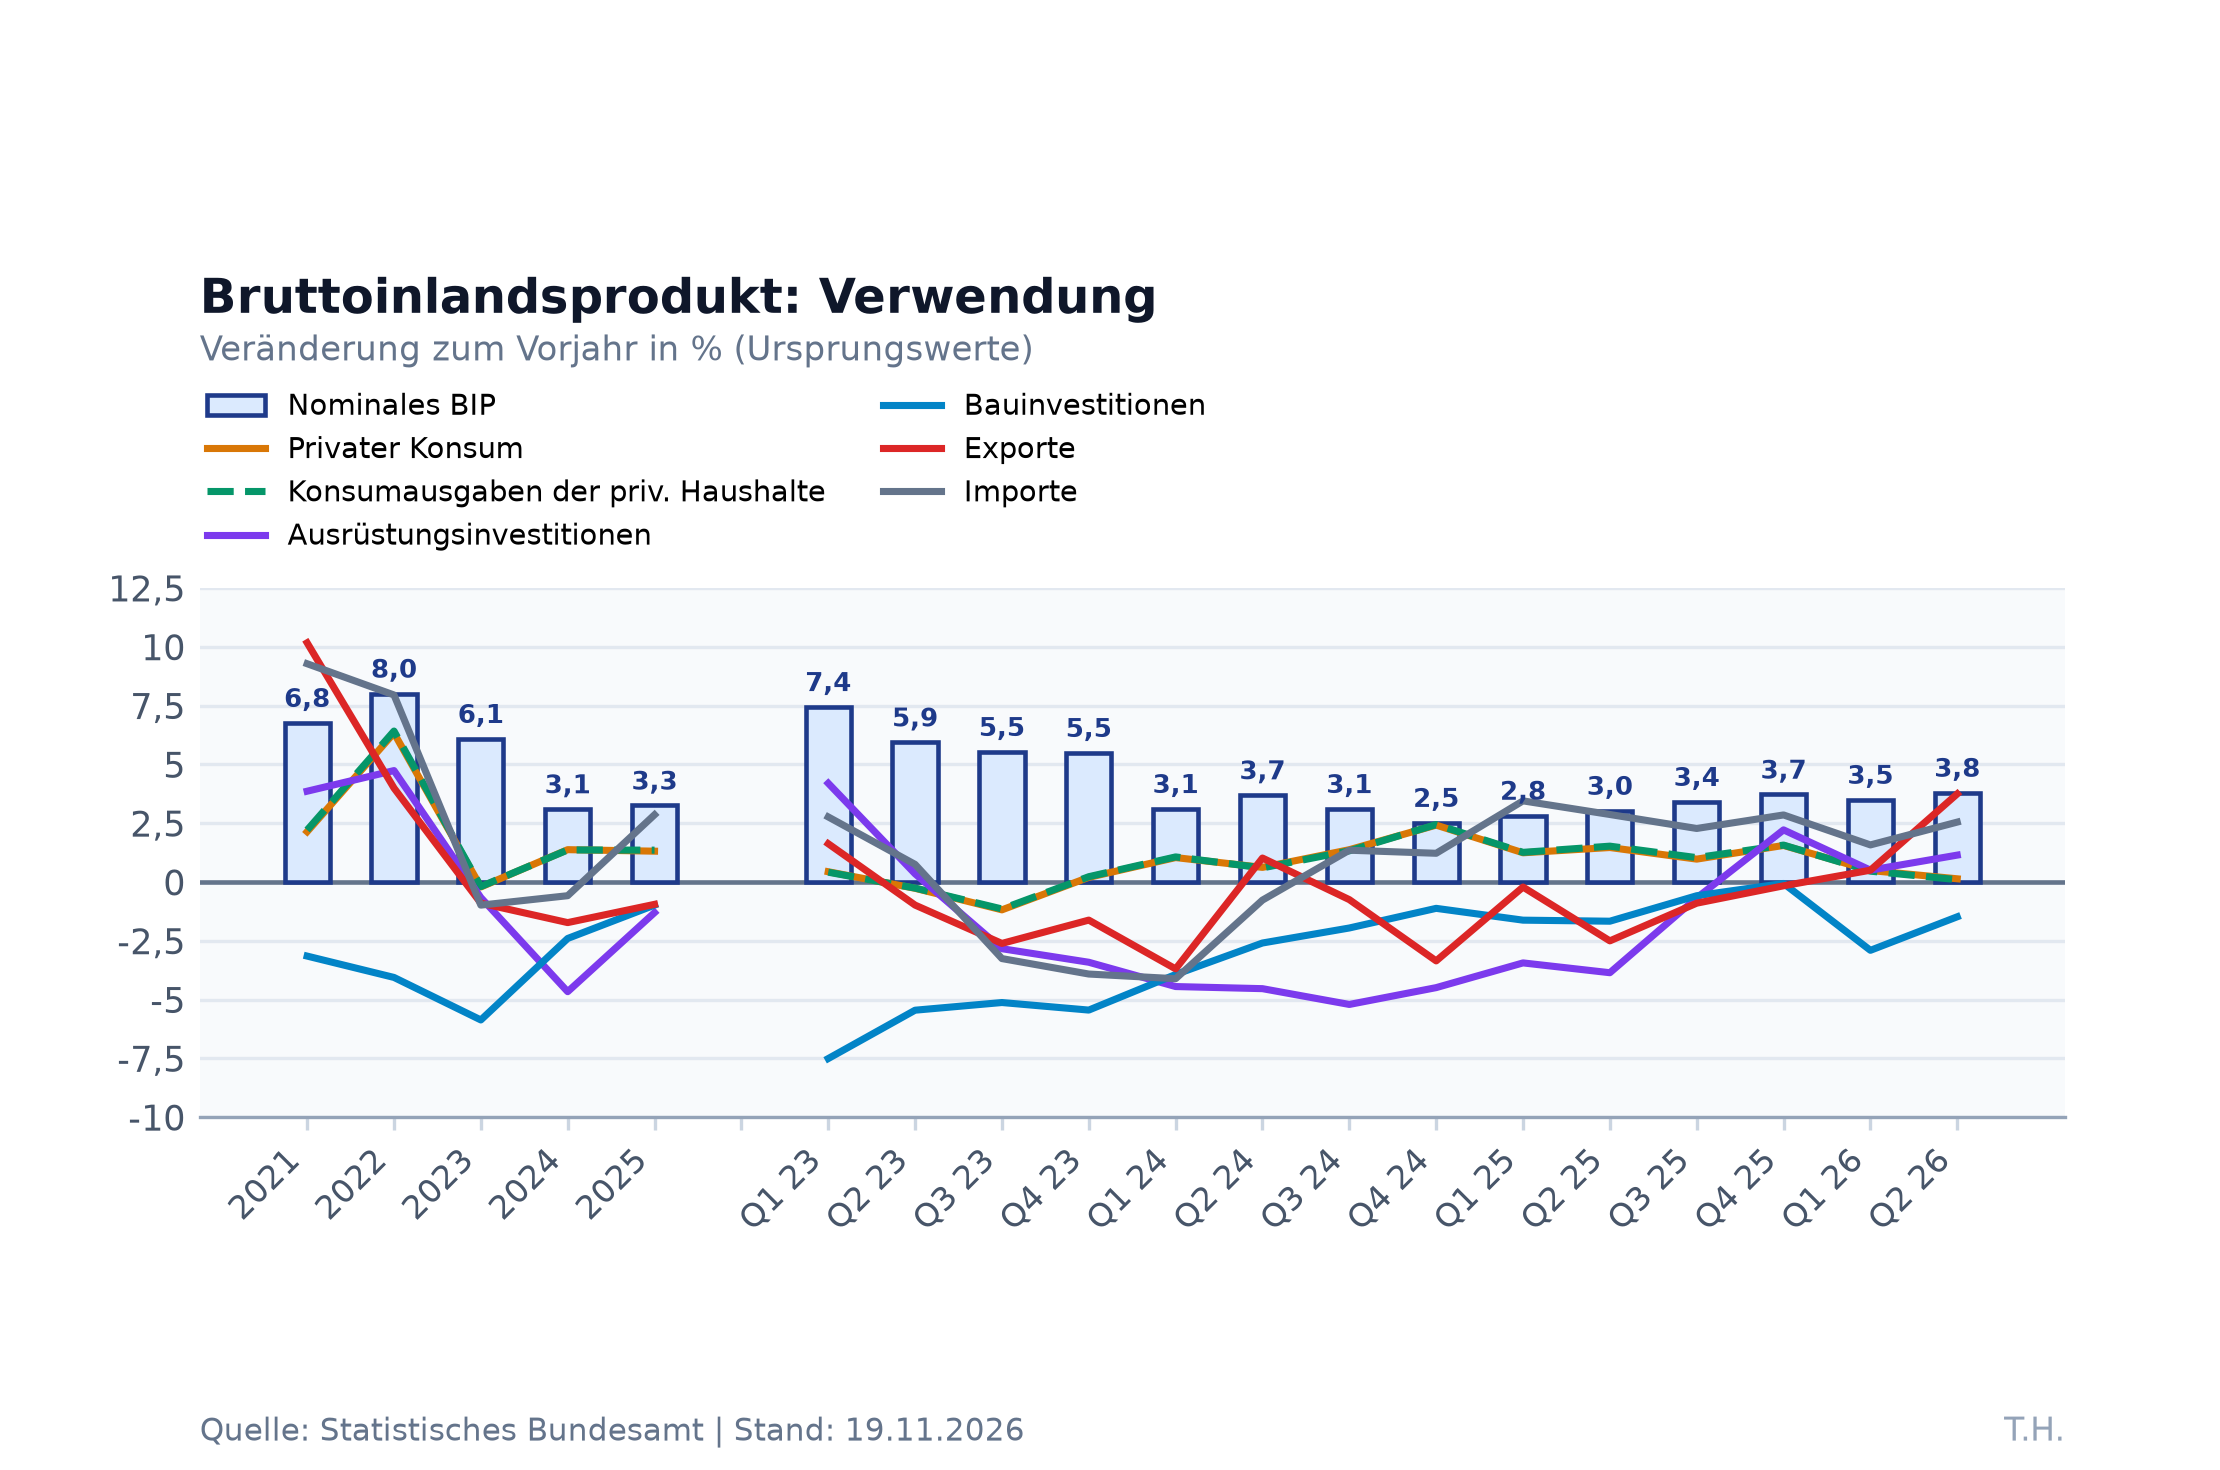 Bruttoinlandsprodukt: Verwendung
Veränderung zum Vorjahr in % (Ursprungswerte)
Nominales BIP
Privater Konsum
Konsumausgaben der priv. Haushalte
Ausrüstungsinvestitionen
Bauinvestitionen
Exporte
Importe
12,5
10
7,5
5
2,5
0
-2,5
-5
-7,5
-10
6,8
8,0
6,1
3,1
3,3
7,4
5,9
5,5
5,5
3,1
3,7
3,1
2,5
2,8
3,0
3,4
3,7
3,5
3,8
2021
2022
2023
2024
2025
Q1 23
Q2 23
Q3 23
Q4 23
Q1 24
Q2 24
Q3 24
Q4 24
Q1 25
Q2 25
Q3 25
Q4 25
Q1 26
Q2 26
Quelle: Statistisches Bundesamt | Stand: 19.11.2026
T.H.